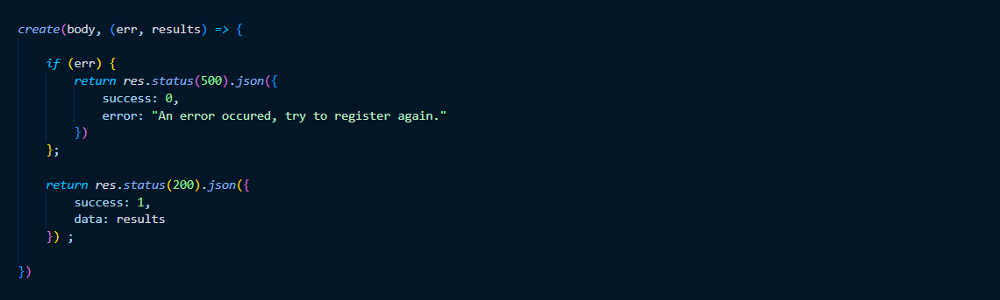 create(body, (err, results) => {
if (err) {
return res.status(500).json({
success: 0,
error: "An error occured, try to register again."
})
};
return res.status(200).json({
success: 1,
data: results
}) ;
})